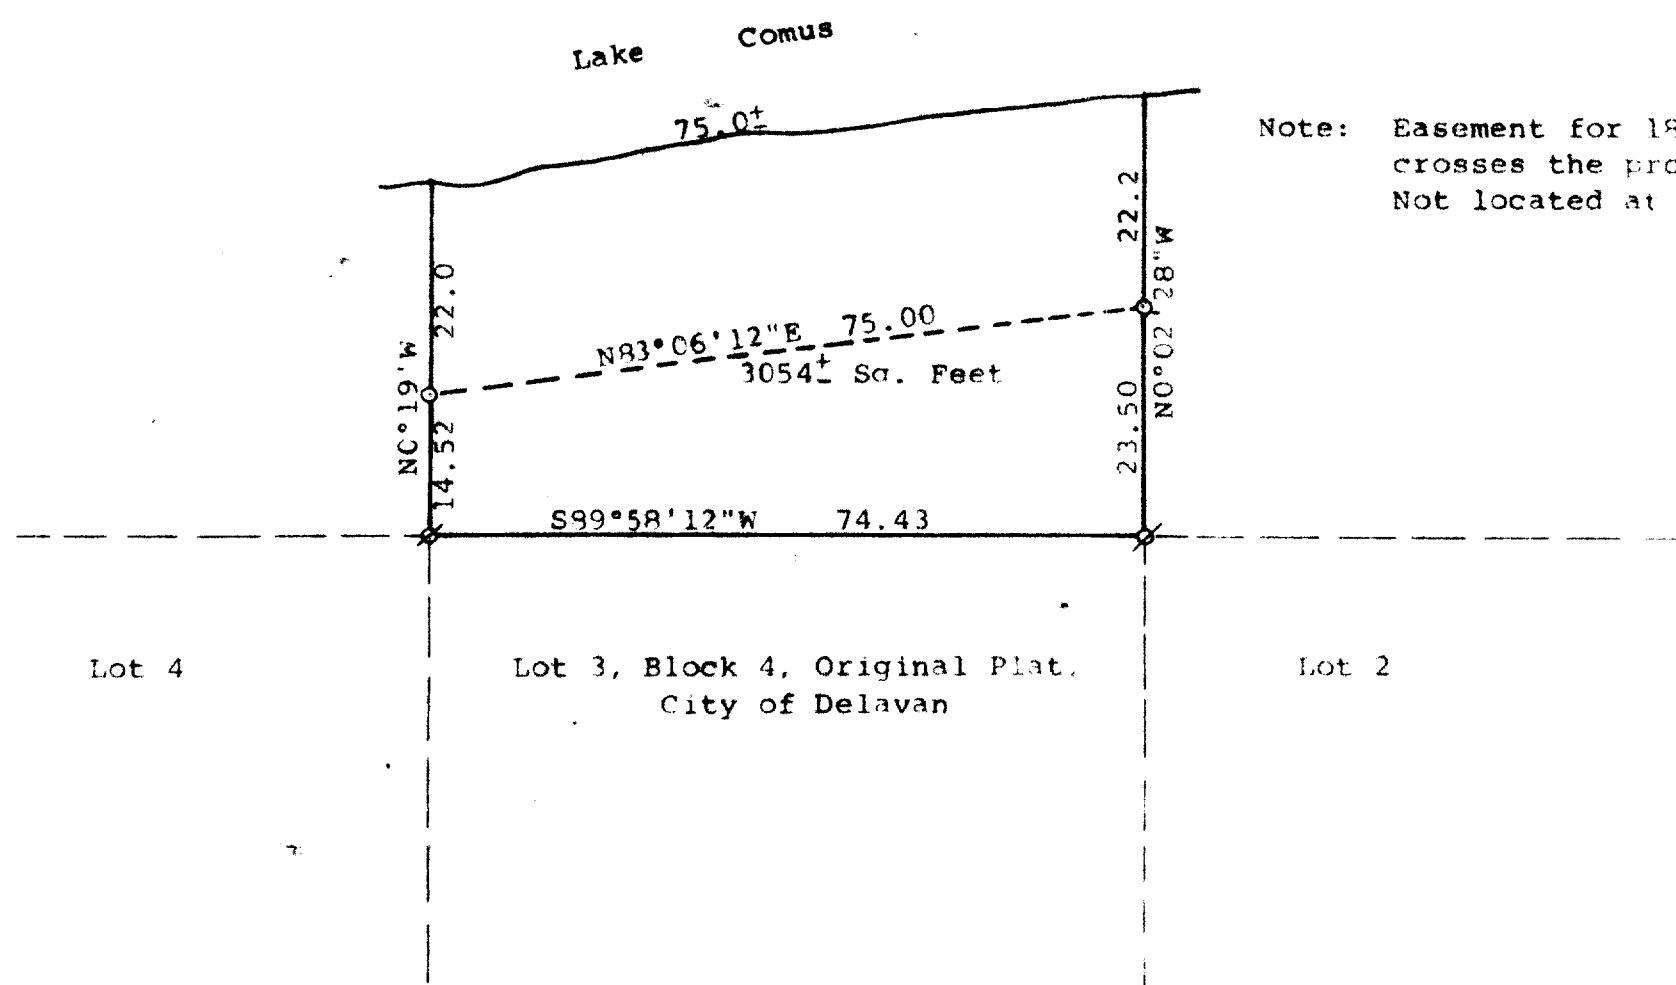 Lake Comus
75.0±
Note: Easement for 18
crosses the
Not located at
22.2
N0°02'28"W
23.50
22.0
N0°19'W
14.52
N83°06'12"E 75.00
3054± Sq. Feet
S89°58'12"W 74.43
Lot 4
Lot 3, Block 4, Original Plat,
City of Delavan
Lot 2